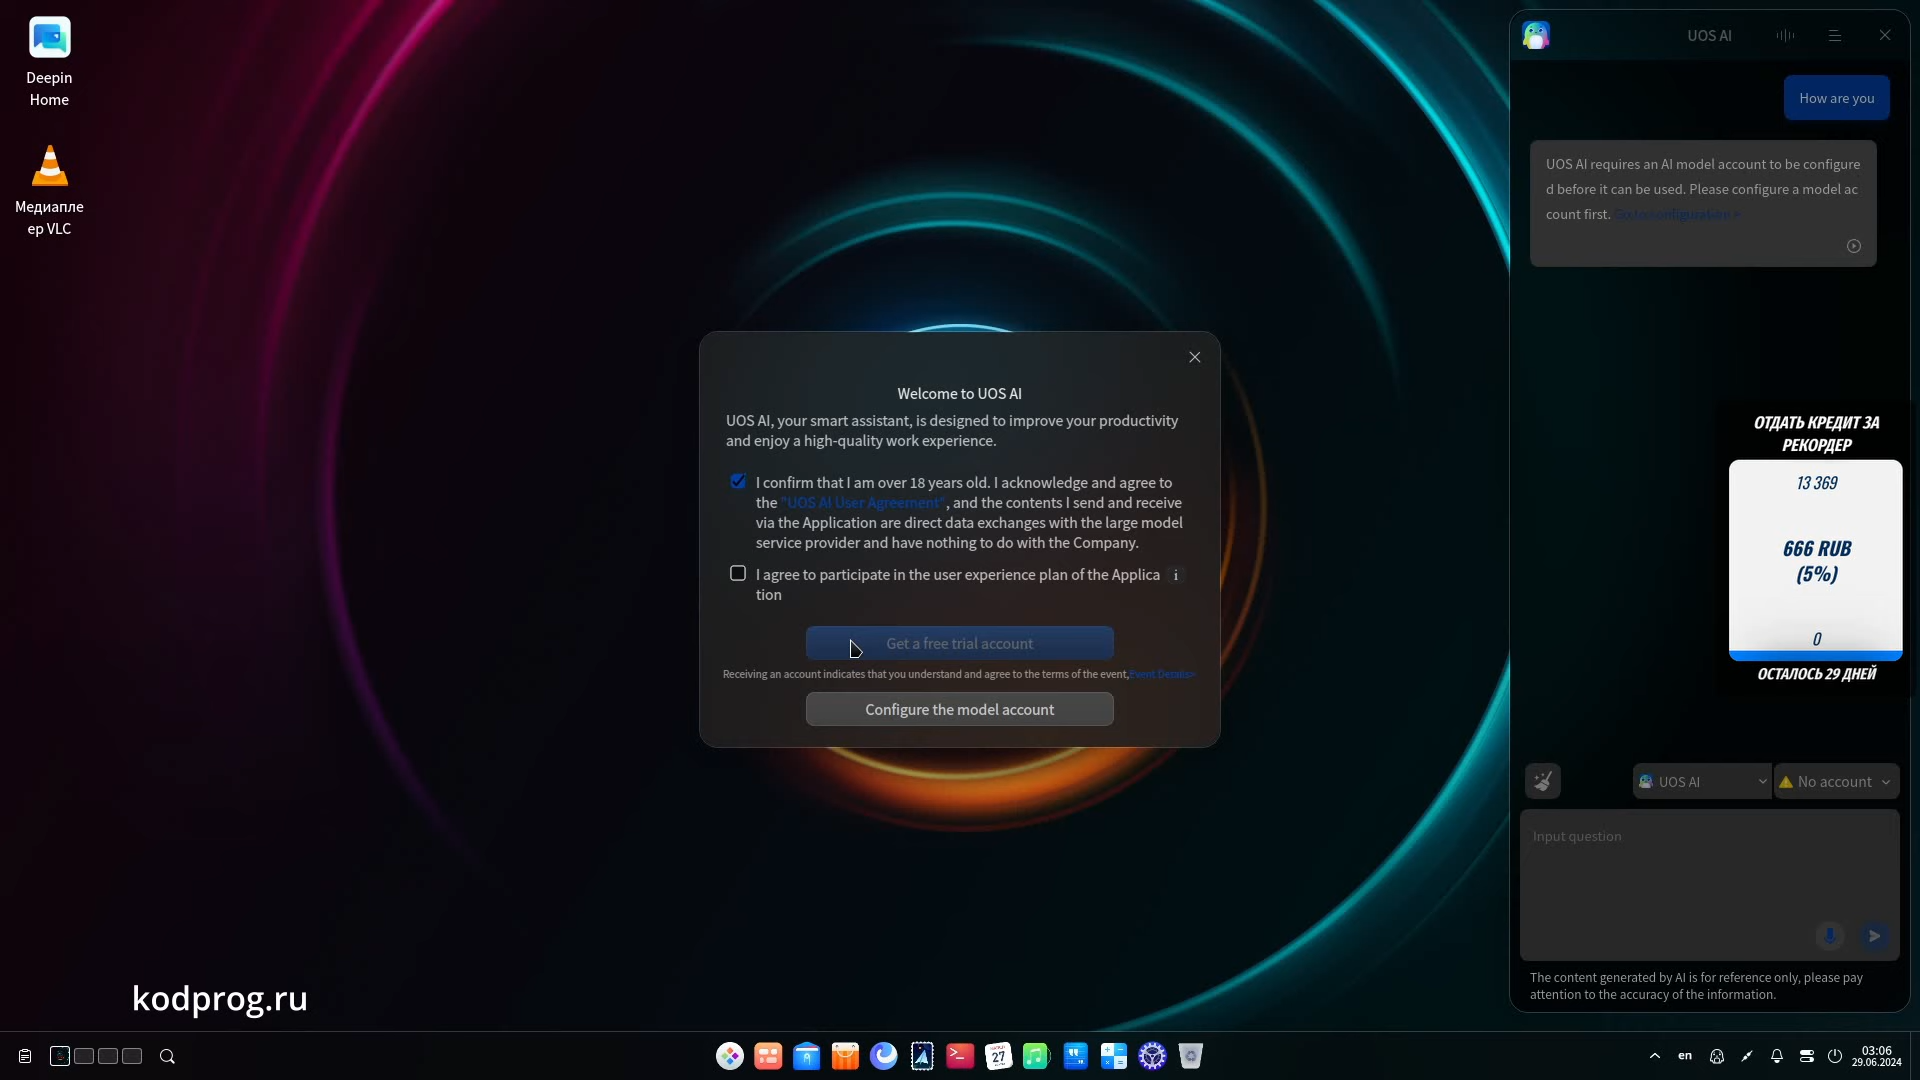 Deepin
Home
Медиапле
ер VLC
UOS AI
How are you
UOS AI requires an AI model account to be configure
d before it can be used. Please configure a model ac
count first. Go to configuration >
Welcome to UOS AI
UOS AI, your smart assistant, is designed to improve your productivity
and enjoy a high-quality work experience.
I confirm that I am over 18 years old. I acknowledge and agree to
the "UOS AI User Agreement", and the contents I send and receive
via the Application are direct data exchanges with the large model
service provider and have nothing to do with the Company.
I agree to participate in the user experience plan of the Applica i
tion
Get a free trial account
Receiving an account indicates that you understand and agree to the terms of the event,Event Details>
Configure the model account
ОТДАТЬ КРЕДИТ ЗА
РЕКОРДЕР
13 369
666 RUB
(5%)
0
ОСТАЛОСЬ 29 ДНЕЙ
UOS AI
No account
Input question
The content generated by AI is for reference only, please pay
attention to the accuracy of the information.
kodprog.ru
27
en
03:06
29.06.2024